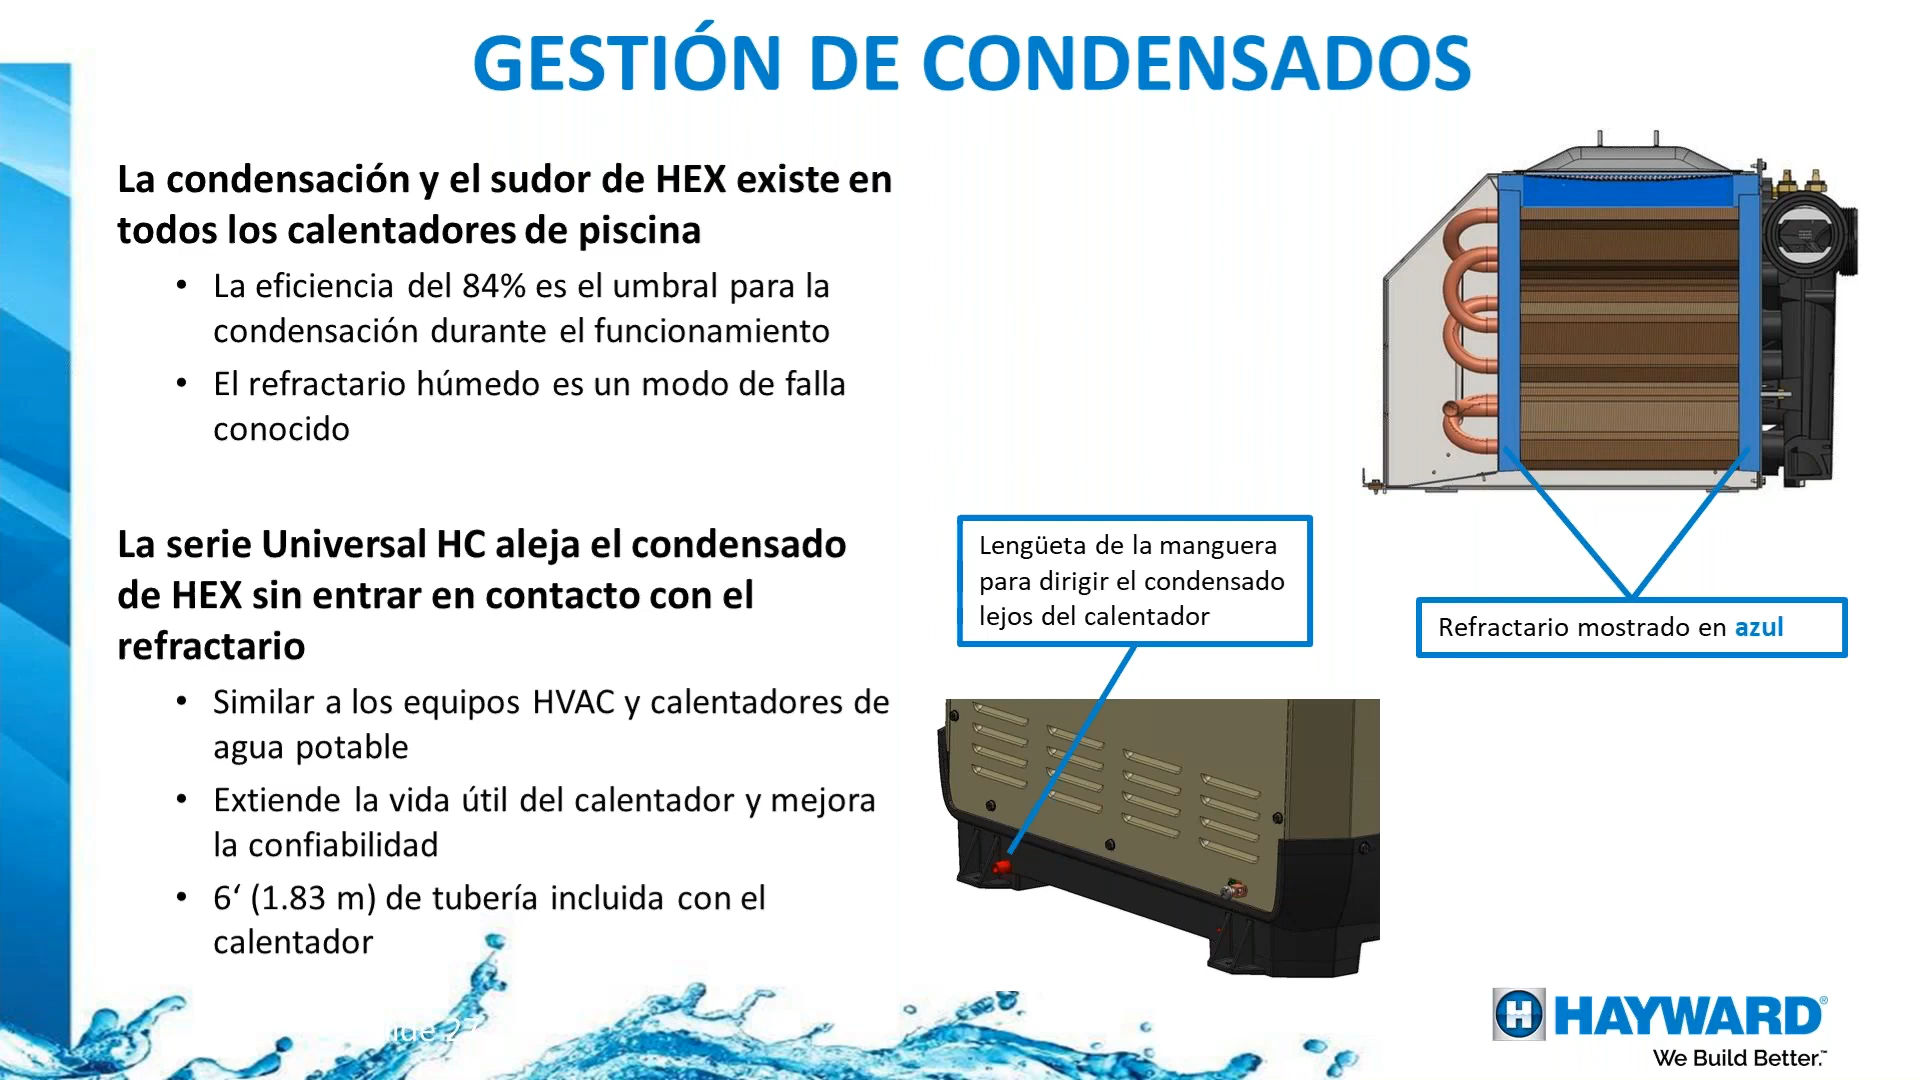 GESTIÓN DE CONDENSADOS
La condensación y el sudor de HEX existe en
todos los calentadores de piscina
• La eficiencia del 84% es el umbral para la
condensación durante el funcionamiento
• El refractario húmedo es un modo de falla
conocido
La serie Universal HC aleja el condensado
de HEX sin entrar en contacto con el
refractario
• Similar a los equipos HVAC y calentadores de
agua potable
• Extiende la vida útil del calentador y mejora
la confiabilidad
• 6‘ (1.83 m) de tubería incluida con el
calentador
Lengüeta de la manguera
para dirigir el condensado
lejos del calentador
Refractario mostrado en azul
HAYWARD®
We Build Better.™